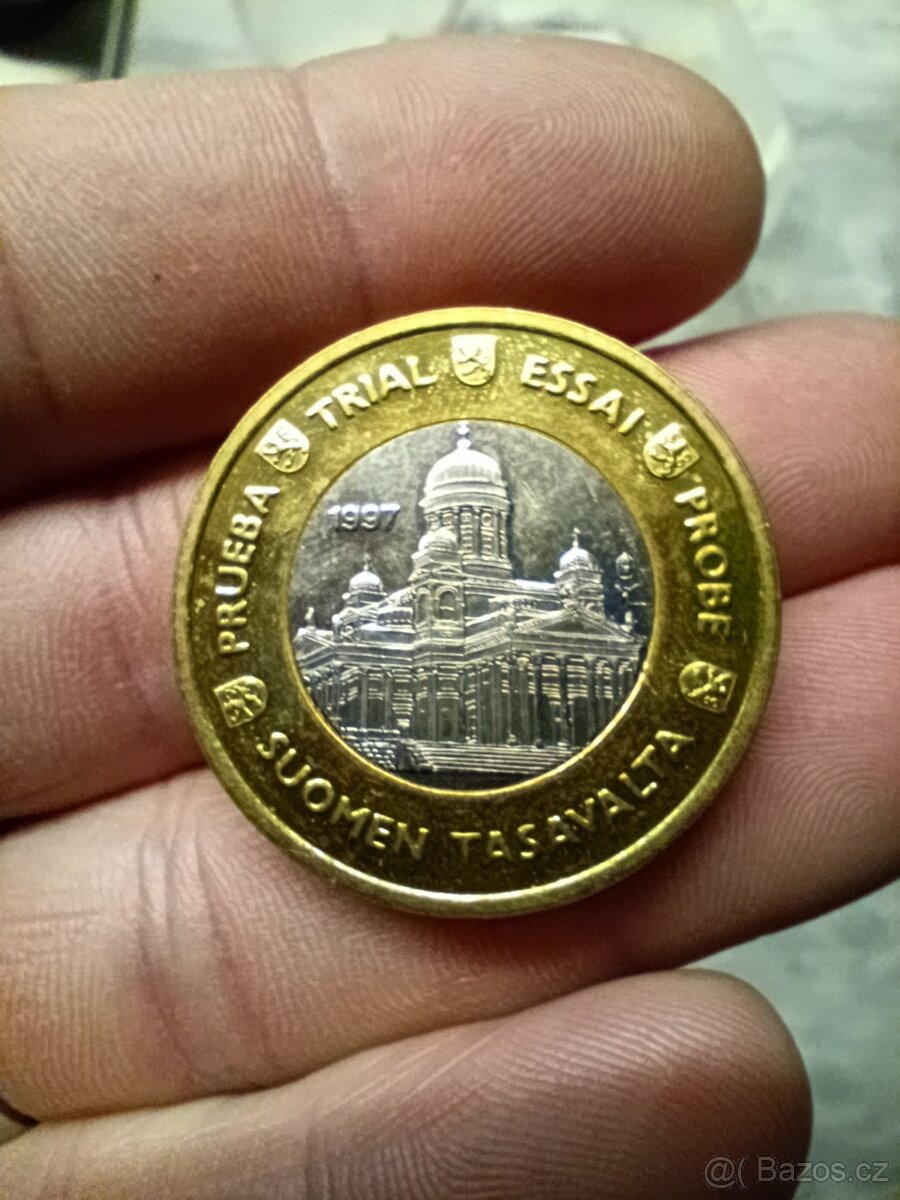 PRUEBA TRIAL ESSAI PROBE
1997
SUOMEN TASAVALTA
@( Bazos.cz